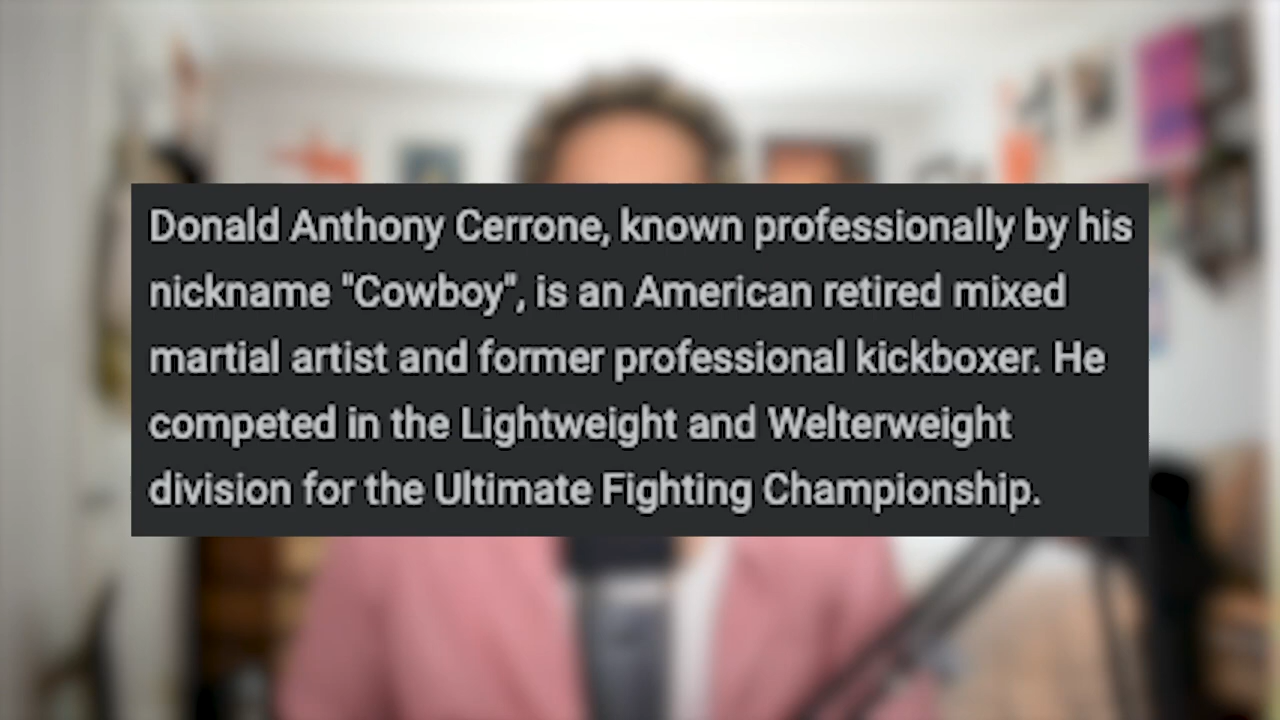 Donald Anthony Cerrone, known professionally by his
nickname "Cowboy", is an American retired mixed
martial artist and former professional kickboxer. He
competed in the Lightweight and Welterweight
division for the Ultimate Fighting Championship.